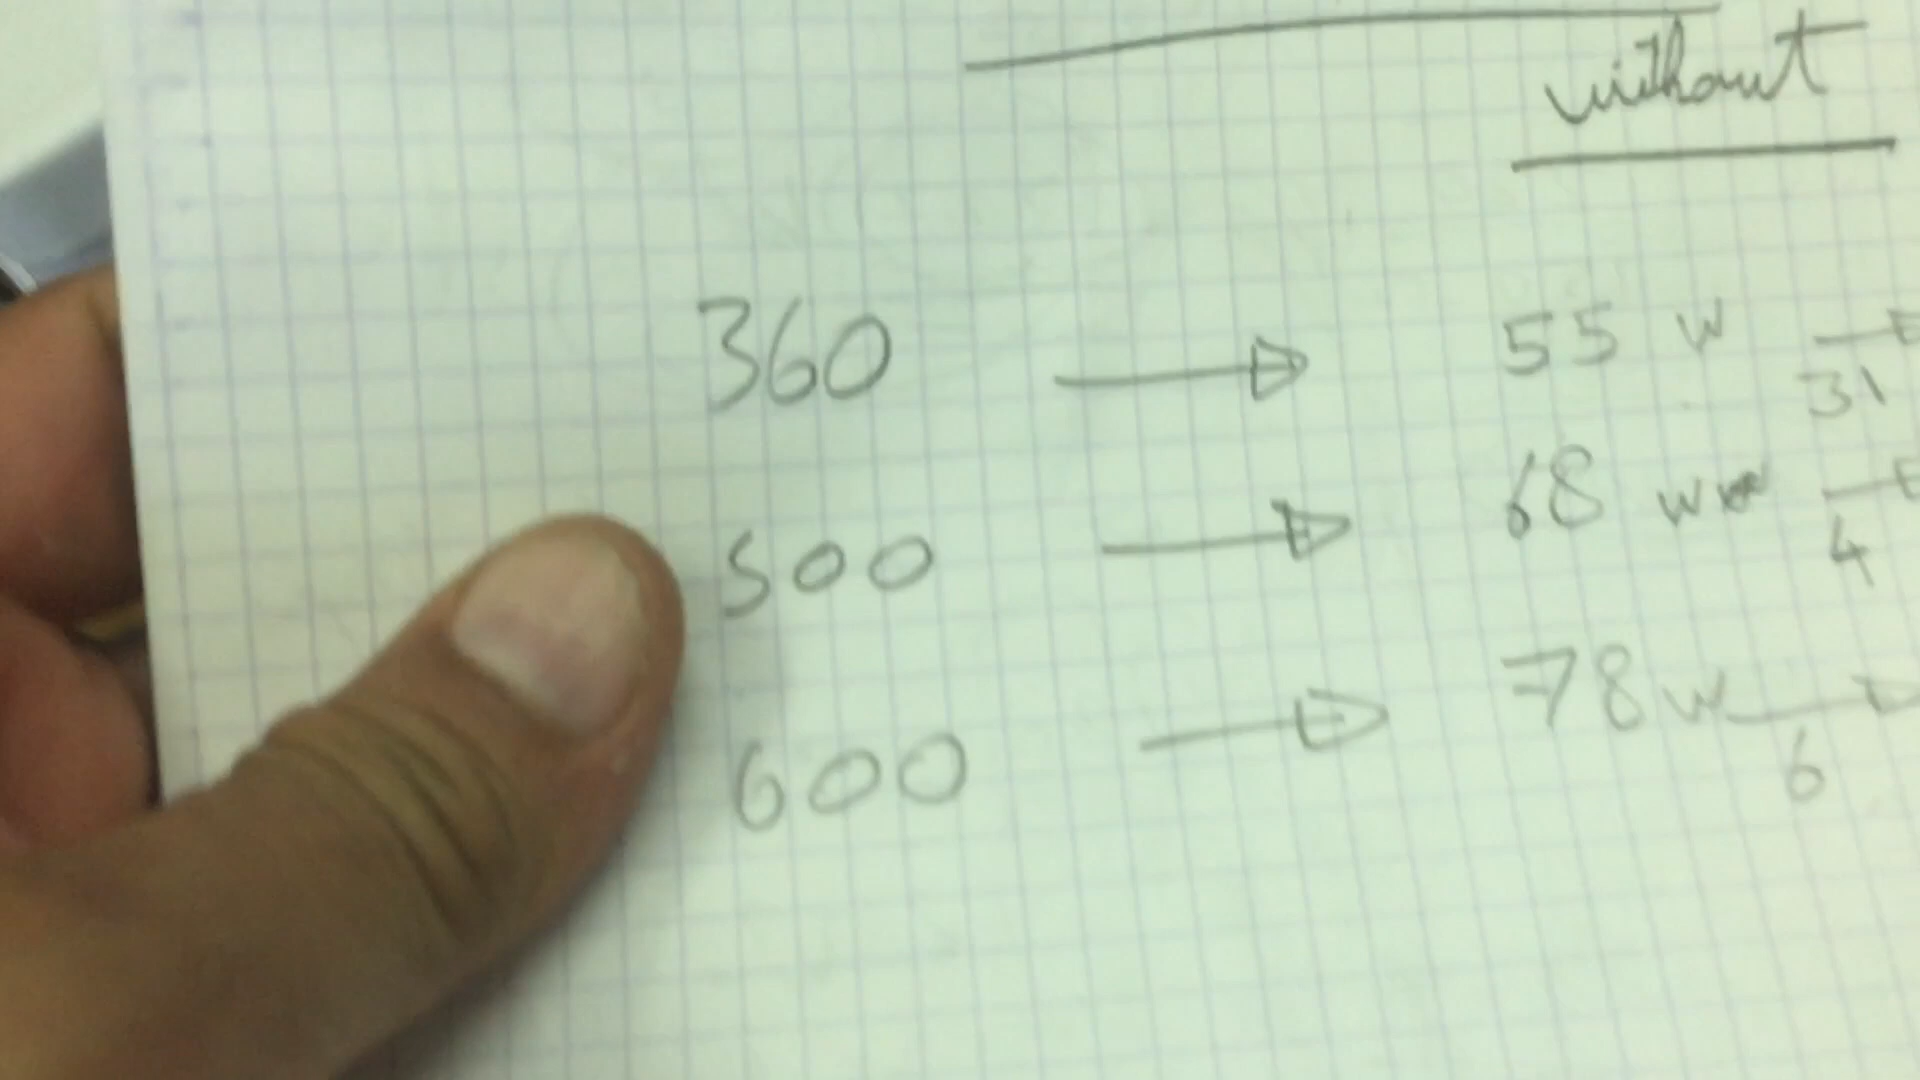 without
360 → 55 w →
31
500 → 68 w →
4
600 → 78 w →
6